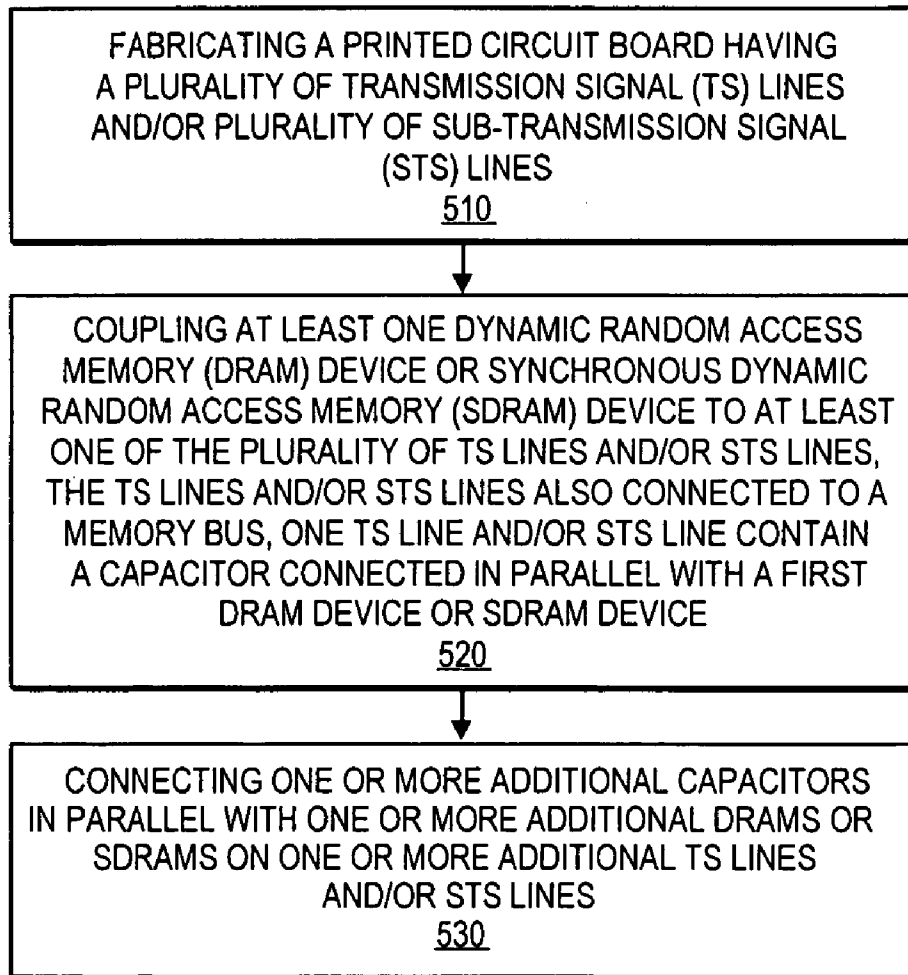 FABRICATING A PRINTED CIRCUIT BOARD HAVING
A PLURALITY OF TRANSMISSION SIGNAL (TS) LINES
AND/OR PLURALITY OF SUB-TRANSMISSION SIGNAL
(STS) LINES
510
COUPLING AT LEAST ONE DYNAMIC RANDOM ACCESS
MEMORY (DRAM) DEVICE OR SYNCHRONOUS DYNAMIC
RANDOM ACCESS MEMORY (SDRAM) DEVICE TO AT LEAST
ONE OF THE PLURALITY OF TS LINES AND/OR STS LINES,
THE TS LINES AND/OR STS LINES ALSO CONNECTED TO A
MEMORY BUS, ONE TS LINE AND/OR STS LINE CONTAIN
A CAPACITOR CONNECTED IN PARALLEL WITH A FIRST
DRAM DEVICE OR SDRAM DEVICE
520
CONNECTING ONE OR MORE ADDITIONAL CAPACITORS
IN PARALLEL WITH ONE OR MORE ADDITIONAL DRAMS OR
SDRAMS ON ONE OR MORE ADDITIONAL TS LINES
AND/OR STS LINES
530